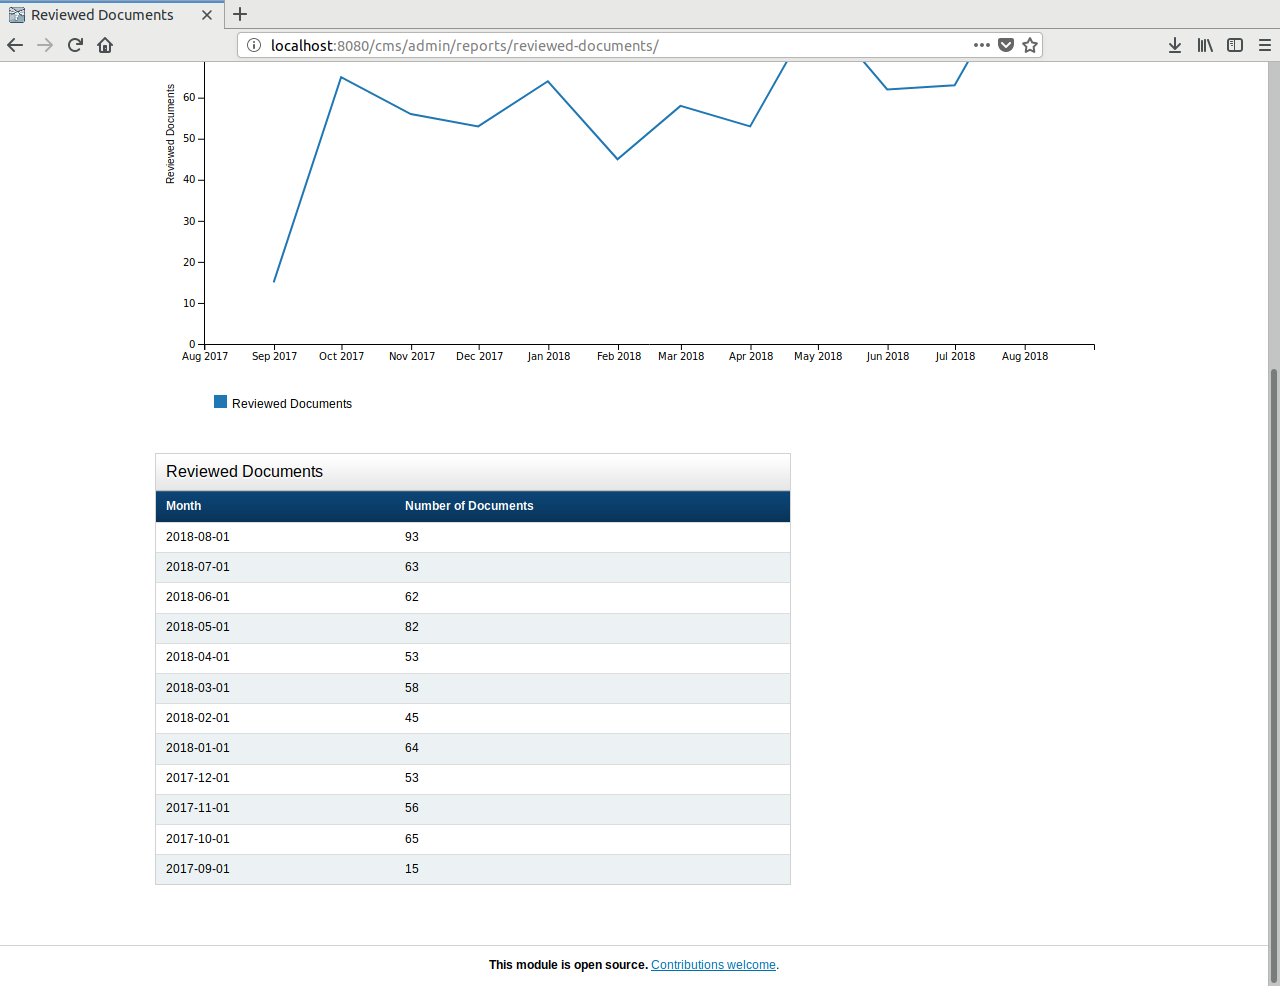 Reviewed Documents
localhost:8080/cms/admin/reports/reviewed-documents/
Reviewed Documents
60
50
40
30
20
10
0
Aug 2017 Sep 2017 Oct 2017 Nov 2017 Dec 2017 Jan 2018 Feb 2018 Mar 2018 Apr 2018 May 2018 Jun 2018 Jul 2018 Aug 2018
Reviewed Documents
Reviewed Documents
Month Number of Documents
2018-08-01 93
2018-07-01 63
2018-06-01 62
2018-05-01 82
2018-04-01 53
2018-03-01 58
2018-02-01 45
2018-01-01 64
2017-12-01 53
2017-11-01 56
2017-10-01 65
2017-09-01 15
This module is open source. Contributions welcome.